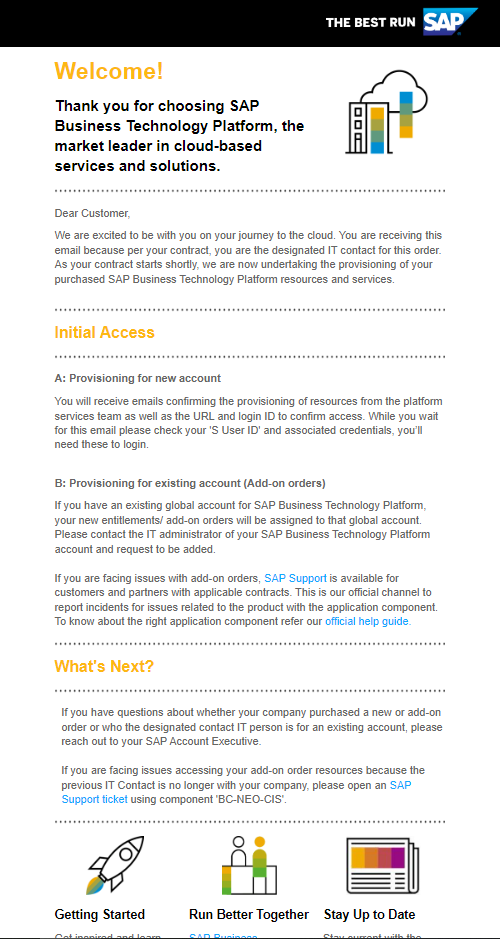 THE BEST RUN SAP
Welcome!
Thank you for choosing SAP
Business Technology Platform, the
market leader in cloud-based
services and solutions.
Dear Customer,
We are excited to be with you on your journey to the cloud. You are receiving this
email because per your contract, you are the designated IT contact for this order.
As your contract starts shortly, we are now undertaking the provisioning of your
purchased SAP Business Technology Platform resources and services.
Initial Access
A: Provisioning for new account
You will receive emails confirming the provisioning of resources from the platform
services team as well as the URL and login ID to confirm access. While you wait
for this email please check your 'S User ID' and associated credentials, you’ll
need these to login.
B: Provisioning for existing account (Add-on orders)
If you have an existing global account for SAP Business Technology Platform,
your new entitlements/ add-on orders will be assigned to that global account.
Please contact the IT administrator of your SAP Business Technology Platform
account and request to be added.
If you are facing issues with add-on orders, SAP Support is available for
customers and partners with applicable contracts. This is our official channel to
report incidents for issues related to the product with the application component.
To know about the right application component refer our official help guide.
What's Next?
If you have questions about whether your company purchased a new or add-on
order or who the designated contact IT person is for an existing account, please
reach out to your SAP Account Executive.
If you are facing issues accessing your add-on order resources because the
previous IT Contact is no longer with your company, please open an SAP
Support ticket using component 'BC-NEO-CIS'.
Getting Started Run Better Together Stay Up to Date
Get inspired and learn SAP Business Stay current with the